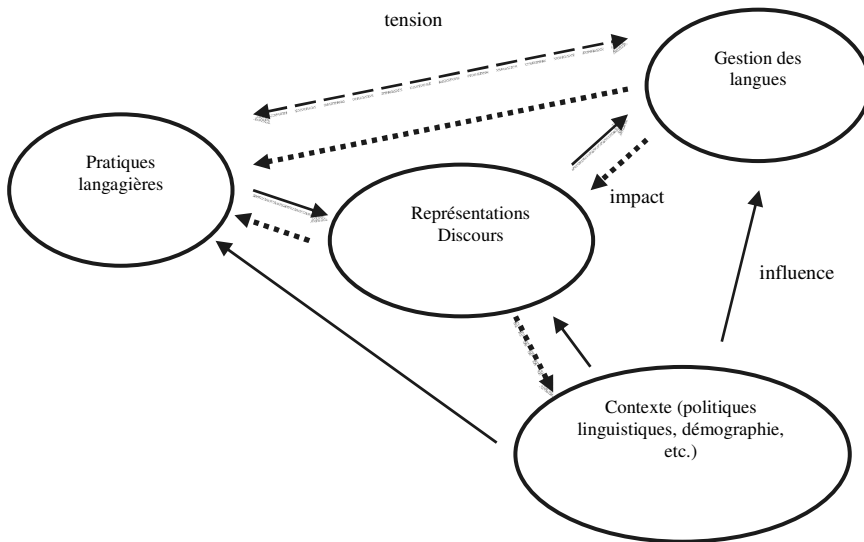 tension
Gestion des
langues
Pratiques
langagières
Représentations
Discours
impact
influence
Contexte (politiques
linguistiques, démographie,
etc.)